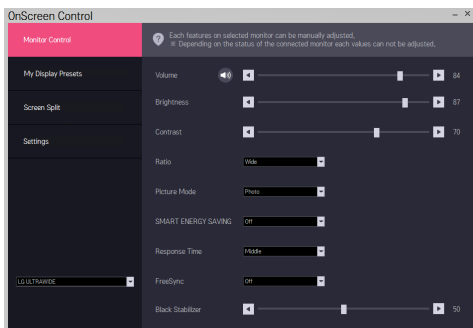 OnScreen Control
Monitor Control
Each features on selected monitor can be manually adjusted,
※ Depending on the status of the connected monitor each values can not be adjusted,
My Display Presets
Volume 84
Brightness 87
Screen Split
Contrast 70
Settings
Ratio Wide
Picture Mode Photo
SMART ENERGY SAVING Off
Response Time Middle
LG ULTRAWIDE
FreeSync Off
Black Stabilizer 50